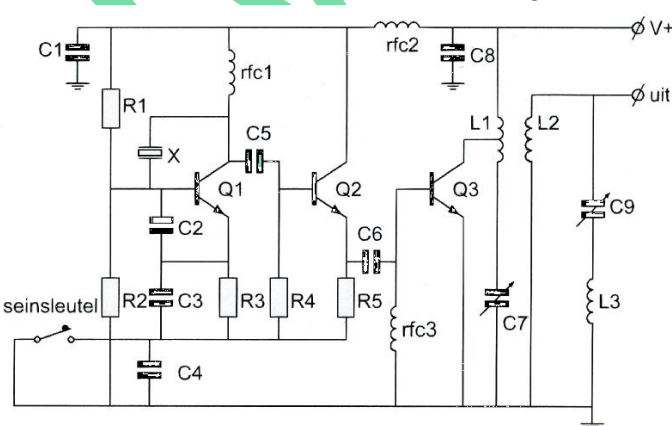 V+
C1
rfc2
C8
rfc1
uit
R1
C5
L1
L2
X
Q1
Q2
Q3
C2
C6
C9
R2
C3
R3
R4
R5
L3
seinsleutel
rfc3
C7
C4